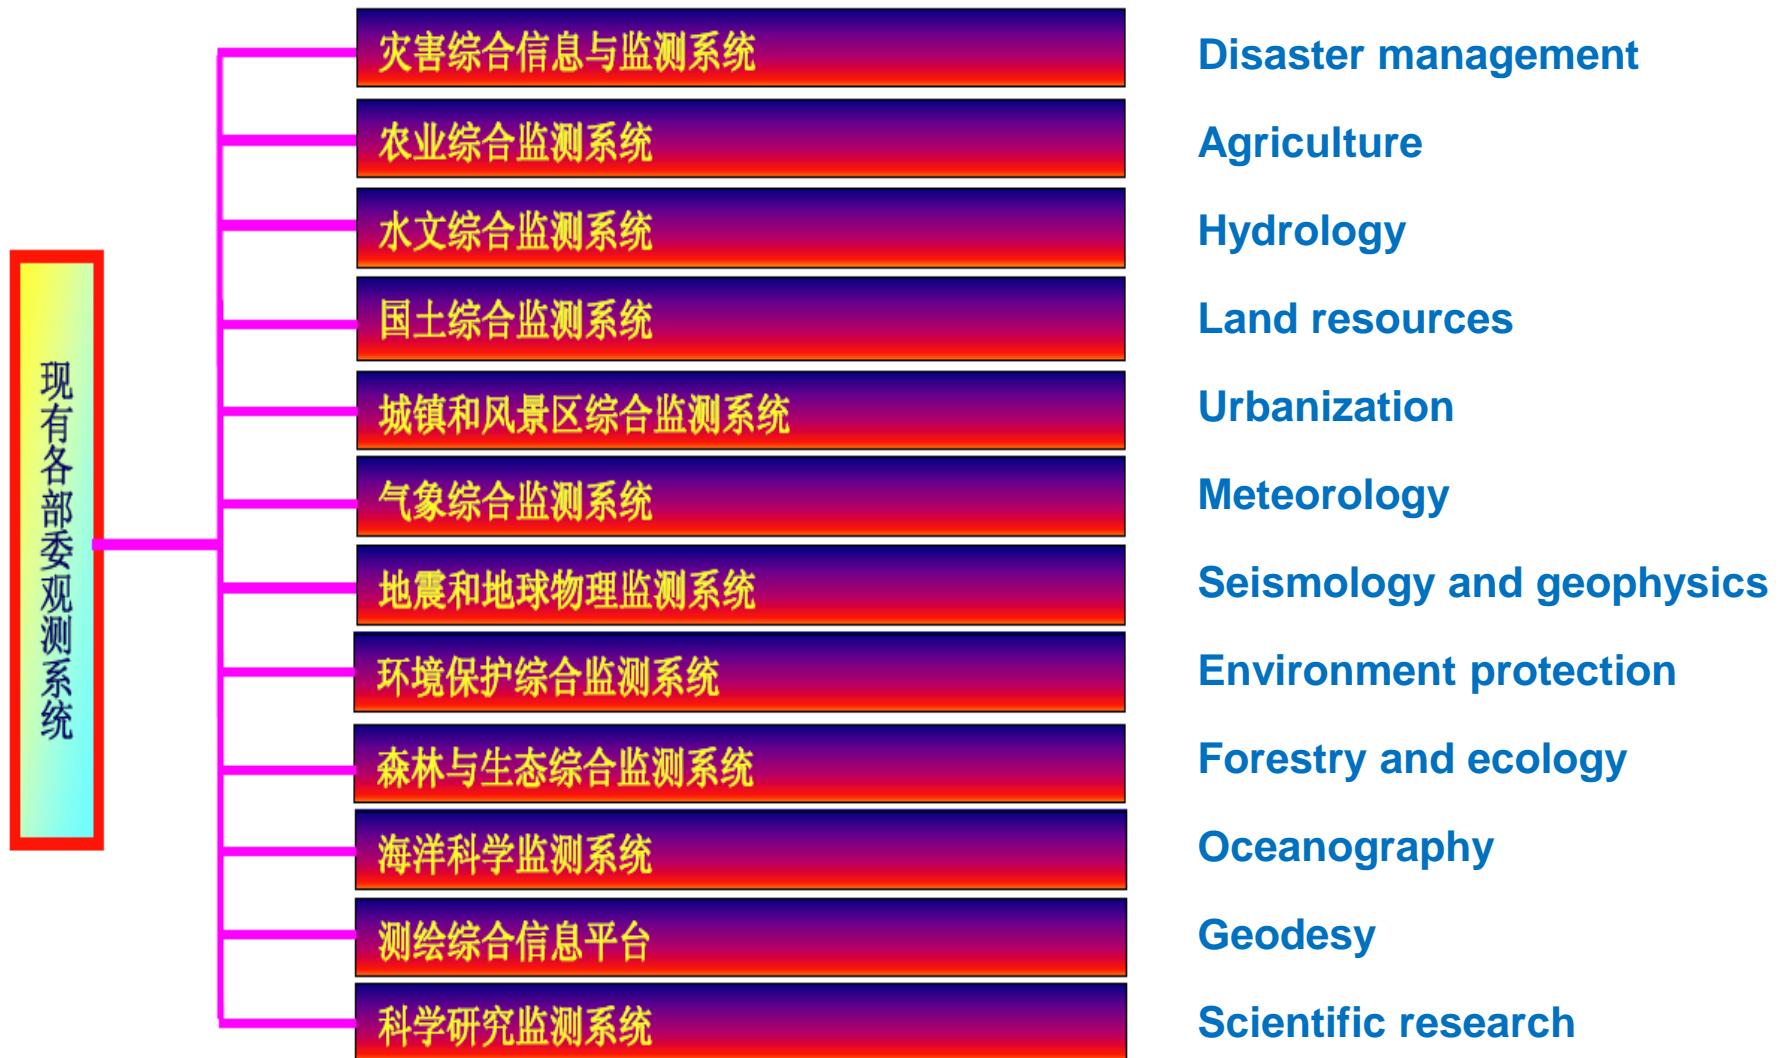 现有各部委观测系统
灾害综合信息与监测系统
Disaster management
农业综合监测系统
Agriculture
水文综合监测系统
Hydrology
国土综合监测系统
Land resources
城镇和风景区综合监测系统
Urbanization
气象综合监测系统
Meteorology
地震和地球物理监测系统
Seismology and geophysics
环境保护综合监测系统
Environment protection
森林与生态综合监测系统
Forestry and ecology
海洋科学监测系统
Oceanography
测绘综合信息平台
Geodesy
科学研究监测系统
Scientific research